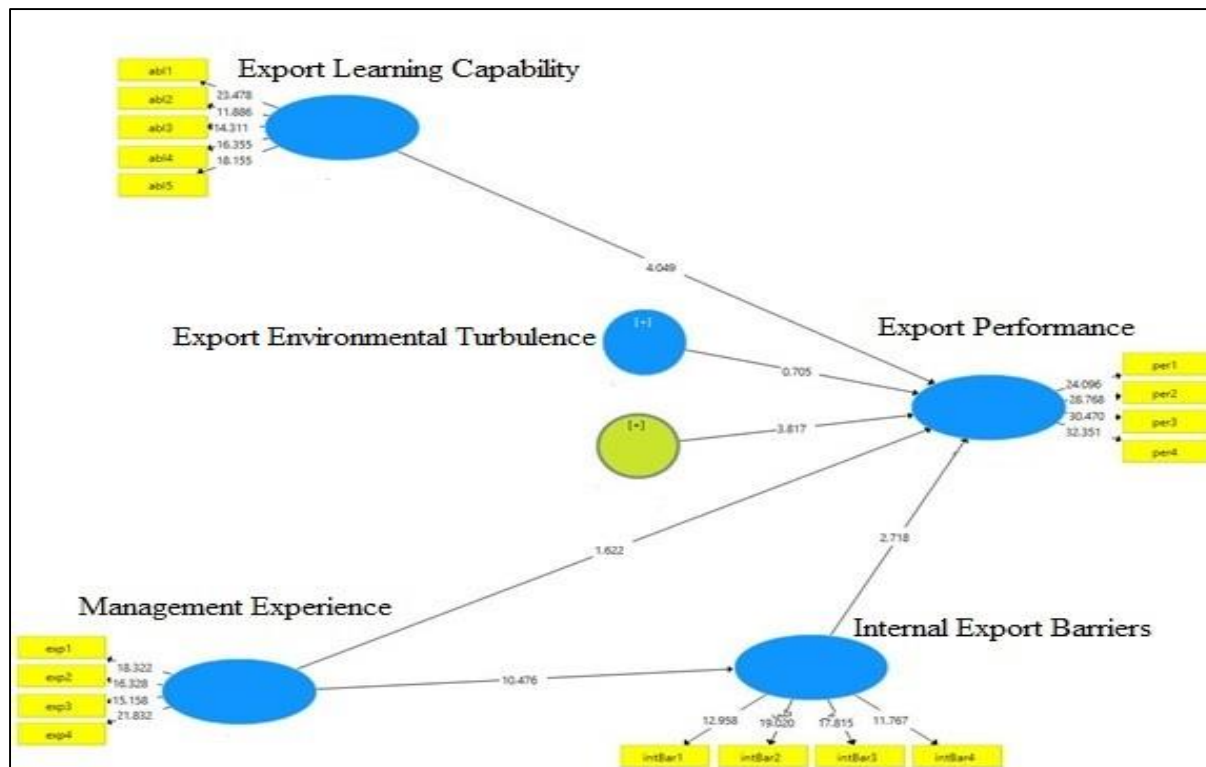 Export Learning Capability
abl1
abl2
abl3
abl4
abl5
23.478
11.886
14.311
16.355
18.155
4.049
Export Environmental Turbulence
[+]
0.705
Export Performance
[+]
3.817
per1
per2
per3
per4
24.096
28.768
30.470
32.351
1.622
2.718
Management Experience
exp1
exp2
exp3
exp4
18.322
16.328
15.158
21.832
10.476
Internal Export Barriers
12.958
19.020
17.815
11.767
intBar1
intBar2
intBar3
intBar4